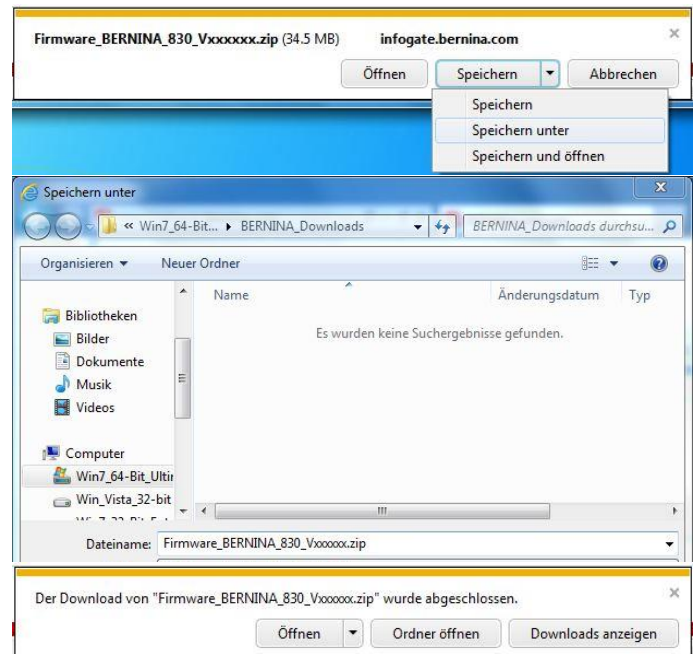 Firmware_BERNINA_830_Vxxxxxx.zip (34.5 MB) infogate.bernina.com ×
Öffnen Speichern Abbrechen
Speichern
Speichern unter
Speichern und öffnen
Speichern unter
« Win7_64-Bit... BERNINA_Downloads BERNINA_Downloads durchsu...
Organisieren Neuer Ordner
Name Änderungsdatum Typ
Es wurden keine Suchergebnisse gefunden.
Bibliotheken
Bilder
Dokumente
Musik
Videos
Computer
Win7_64-Bit_Ultir
Win_Vista_32-bit
Dateiname: Firmware_BERNINA_830_Vxxxxxx.zip
Der Download von "Firmware_BERNINA_830_Vxxxxxx.zip" wurde abgeschlossen. ×
Öffnen Ordner öffnen Downloads anzeigen